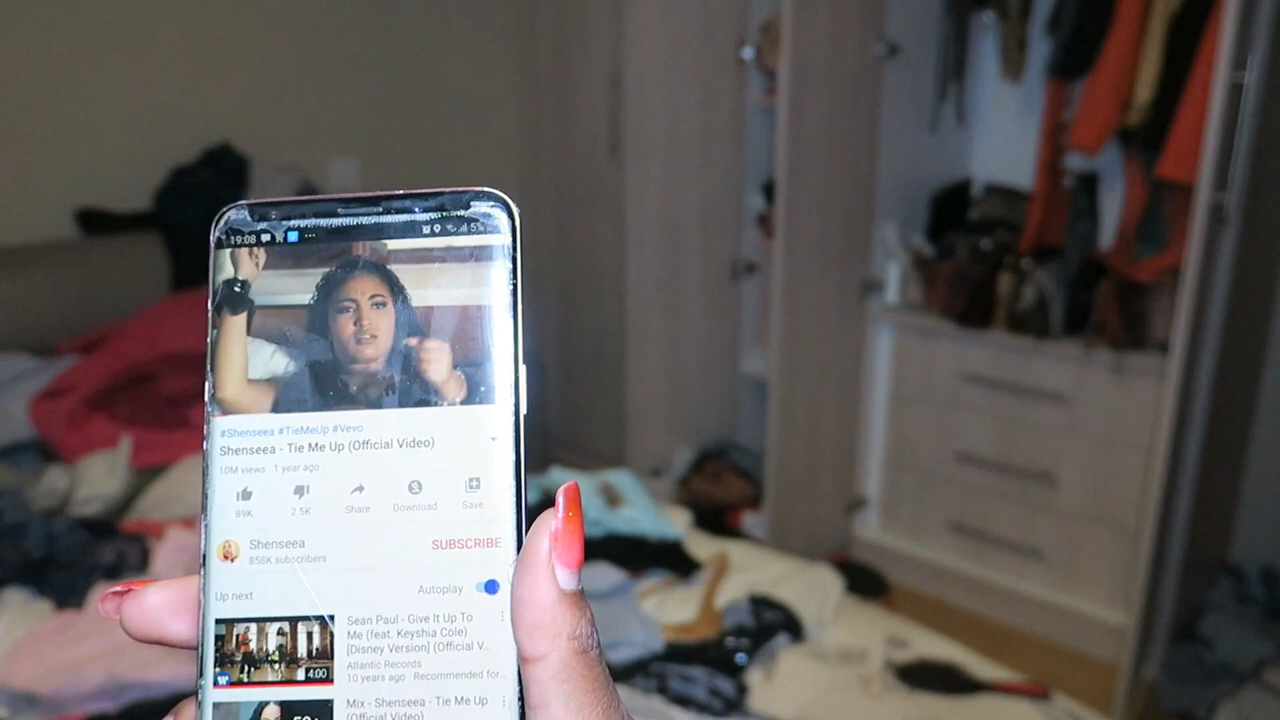 19:08
5%
#Shenseea #TieMeUp #Vevo
Shenseea - Tie Me Up (Official Video)
10M views · 1 year ago
89K
2.5K
Share
Download
Save
Shenseea
858K subscribers
SUBSCRIBE
Up next
Autoplay
Sean Paul - Give It Up To
Me (feat. Keyshia Cole)
[Disney Version] (Official V...
Atlantic Records
10 years ago · Recommended for...
4:00
Mix - Shenseea - Tie Me Up
(Official Video)